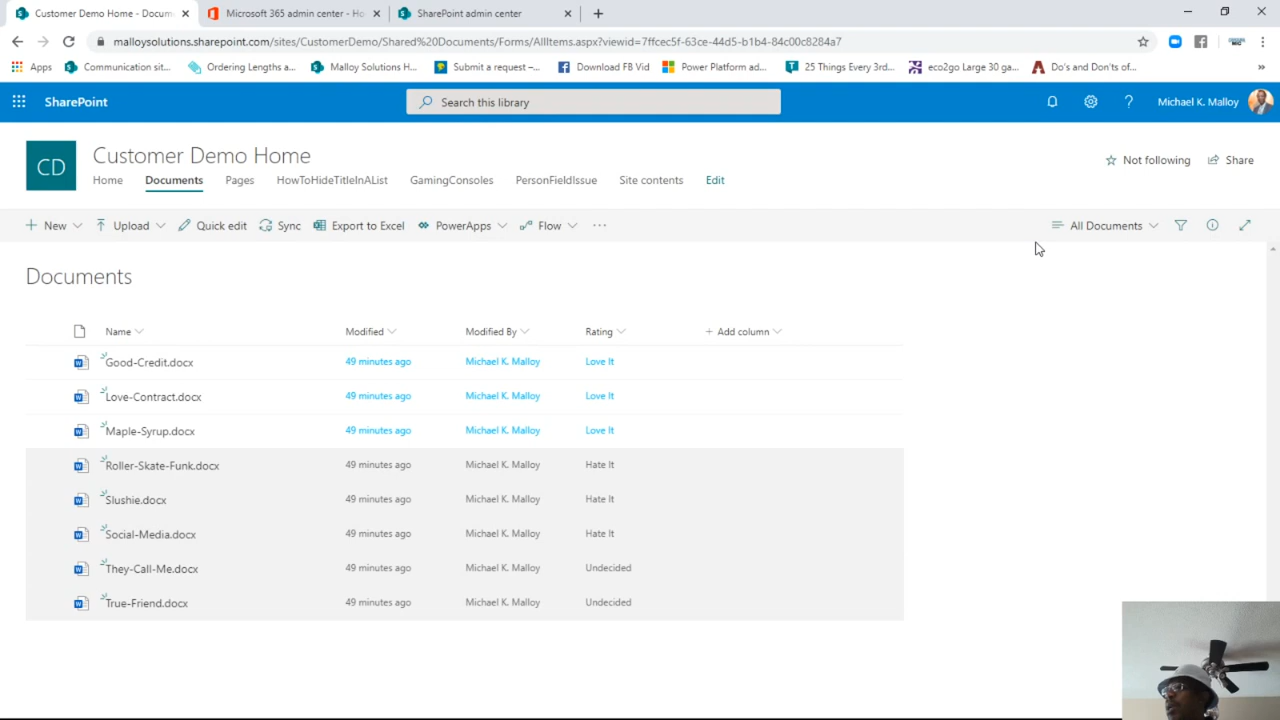 Customer Demo Home - Docum
Microsoft 365 admin center - Ho
SharePoint admin center
malloysolutions.sharepoint.com/sites/CustomerDemo/Shared%20Documents/Forms/AllItems.aspx?viewid=7ffcec5f-63ce-44d5-b1b4-84c00c8284a7
Apps Communication sit... Ordering Lengths a... Malloy Solutions H... Submit a request –... Download FB Vid Power Platform ad... 25 Things Every 3rd... eco2go Large 30 ga... Do's and Don'ts of... »
SharePoint Search this library ? Michael K. Malloy
CD Customer Demo Home Not following Share
Home Documents Pages HowToHideTitleInAList GamingConsoles PersonFieldIssue Site contents Edit
+ New Upload Quick edit Sync Export to Excel PowerApps Flow ... All Documents
Documents
Name Modified Modified By Rating + Add column
Good-Credit.docx 49 minutes ago Michael K. Malloy Love It
Love-Contract.docx 49 minutes ago Michael K. Malloy Love It
Maple-Syrup.docx 49 minutes ago Michael K. Malloy Love It
Roller-Skate-Funk.docx 49 minutes ago Michael K. Malloy Hate It
Slushie.docx 49 minutes ago Michael K. Malloy Hate It
Social-Media.docx 49 minutes ago Michael K. Malloy Hate It
They-Call-Me.docx 49 minutes ago Michael K. Malloy Undecided
True-Friend.docx 49 minutes ago Michael K. Malloy Undecided